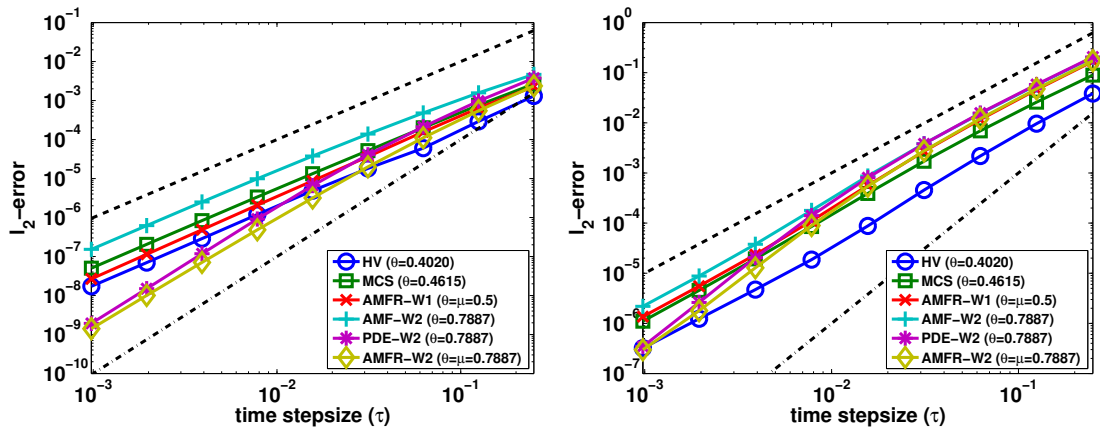 10^-1
10^-2
10^-3
10^-4
10^-5
10^-6
10^-7
10^-8
10^-9
10^-10
l2-error
HV (θ=0.4020)
MCS (θ=0.4615)
AMFR-W1 (θ=μ=0.5)
AMF-W2 (θ=0.7887)
PDE-W2 (θ=0.7887)
AMFR-W2 (θ=μ=0.7887)
10^-3
10^-2
10^-1
time stepsize (τ)
10^0
10^-1
10^-2
10^-3
10^-4
10^-5
10^-6
10^-7
l2-error
HV (θ=0.4020)
MCS (θ=0.4615)
AMFR-W1 (θ=μ=0.5)
AMF-W2 (θ=0.7887)
PDE-W2 (θ=0.7887)
AMFR-W2 (θ=μ=0.7887)
10^-3
10^-2
10^-1
time stepsize (τ)